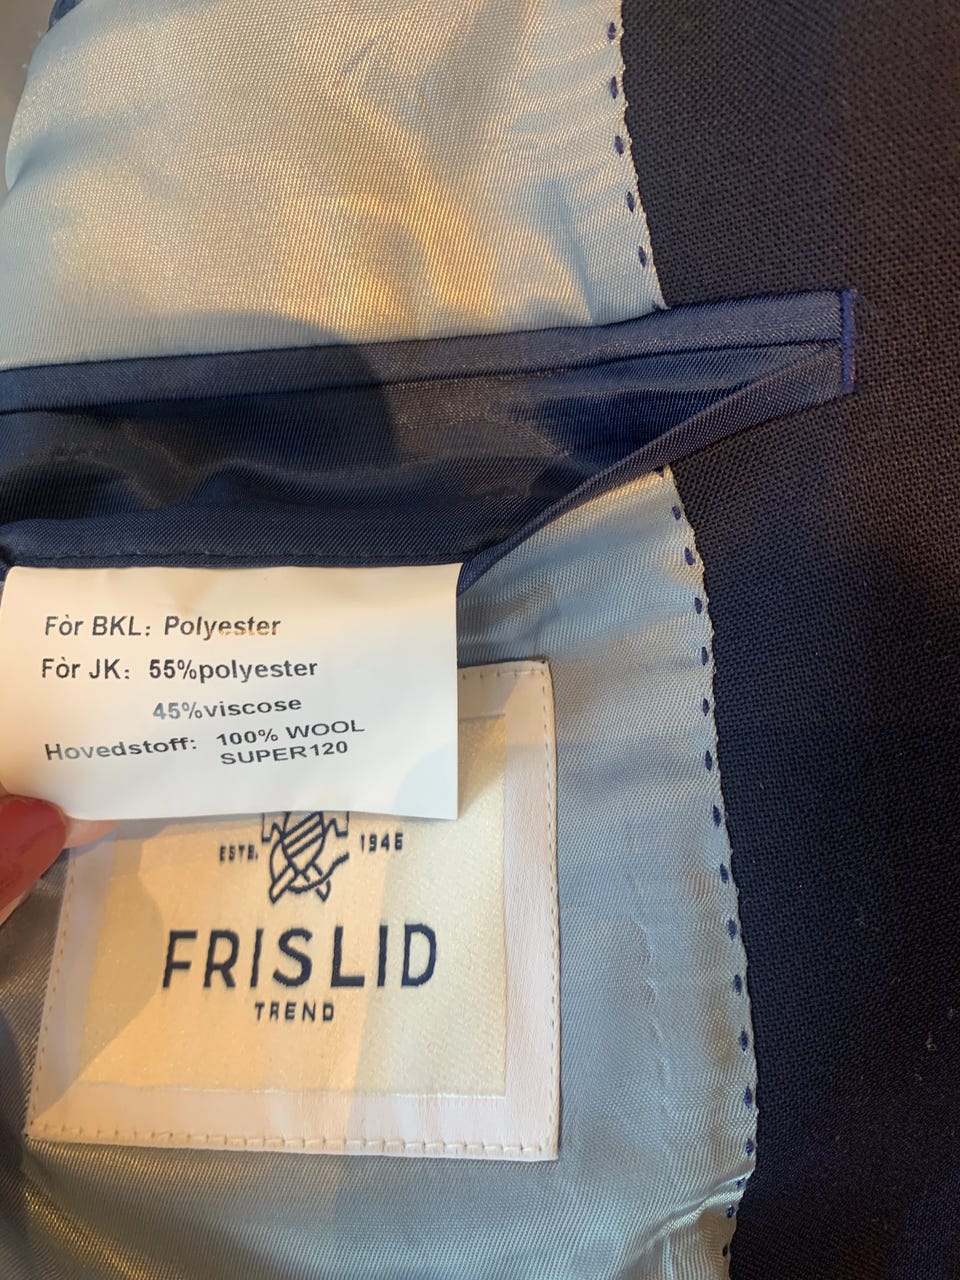 Fòr BKL: Polyester
Fòr JK: 55%polyester
45%viscose
Hovedstoff: 100% WOOL
SUPER120
ESTB. 1946
FRISLID
TREND